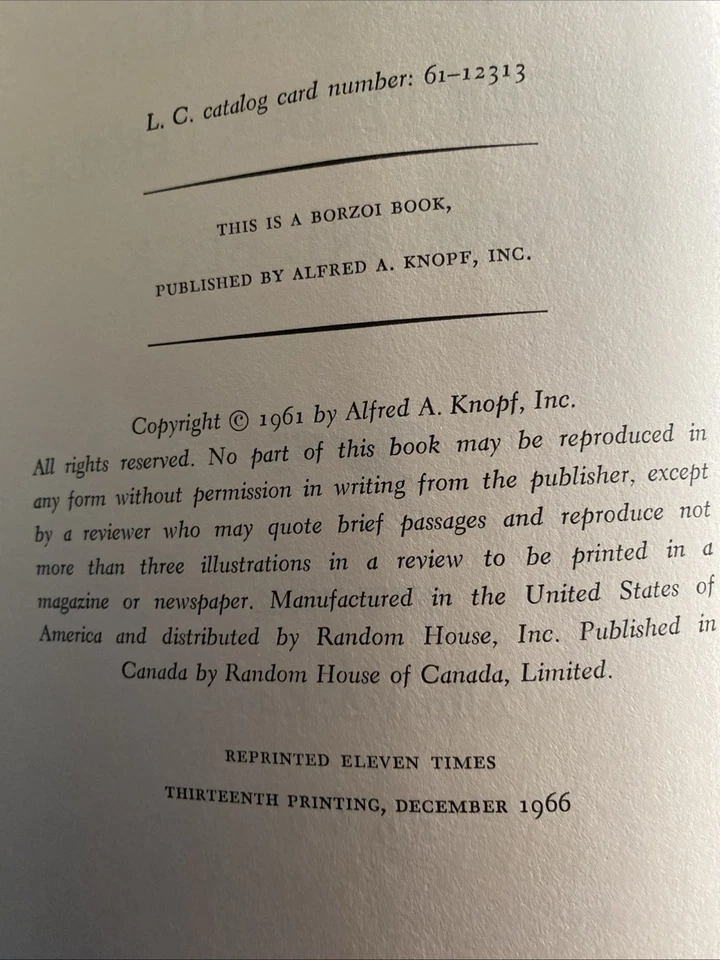 L. C. catalog card number: 61–12313
THIS IS A BORZOI BOOK,
PUBLISHED BY ALFRED A. KNOPF, INC.
Copyright © 1961 by Alfred A. Knopf, Inc.
All rights reserved. No part of this book may be reproduced in
any form without permission in writing from the publisher, except
by a reviewer who may quote brief passages and reproduce not
more than three illustrations in a review to be printed in a
magazine or newspaper. Manufactured in the United States of
America and distributed by Random House, Inc. Published in
Canada by Random House of Canada, Limited.
REPRINTED ELEVEN TIMES
THIRTEENTH PRINTING, DECEMBER 1966